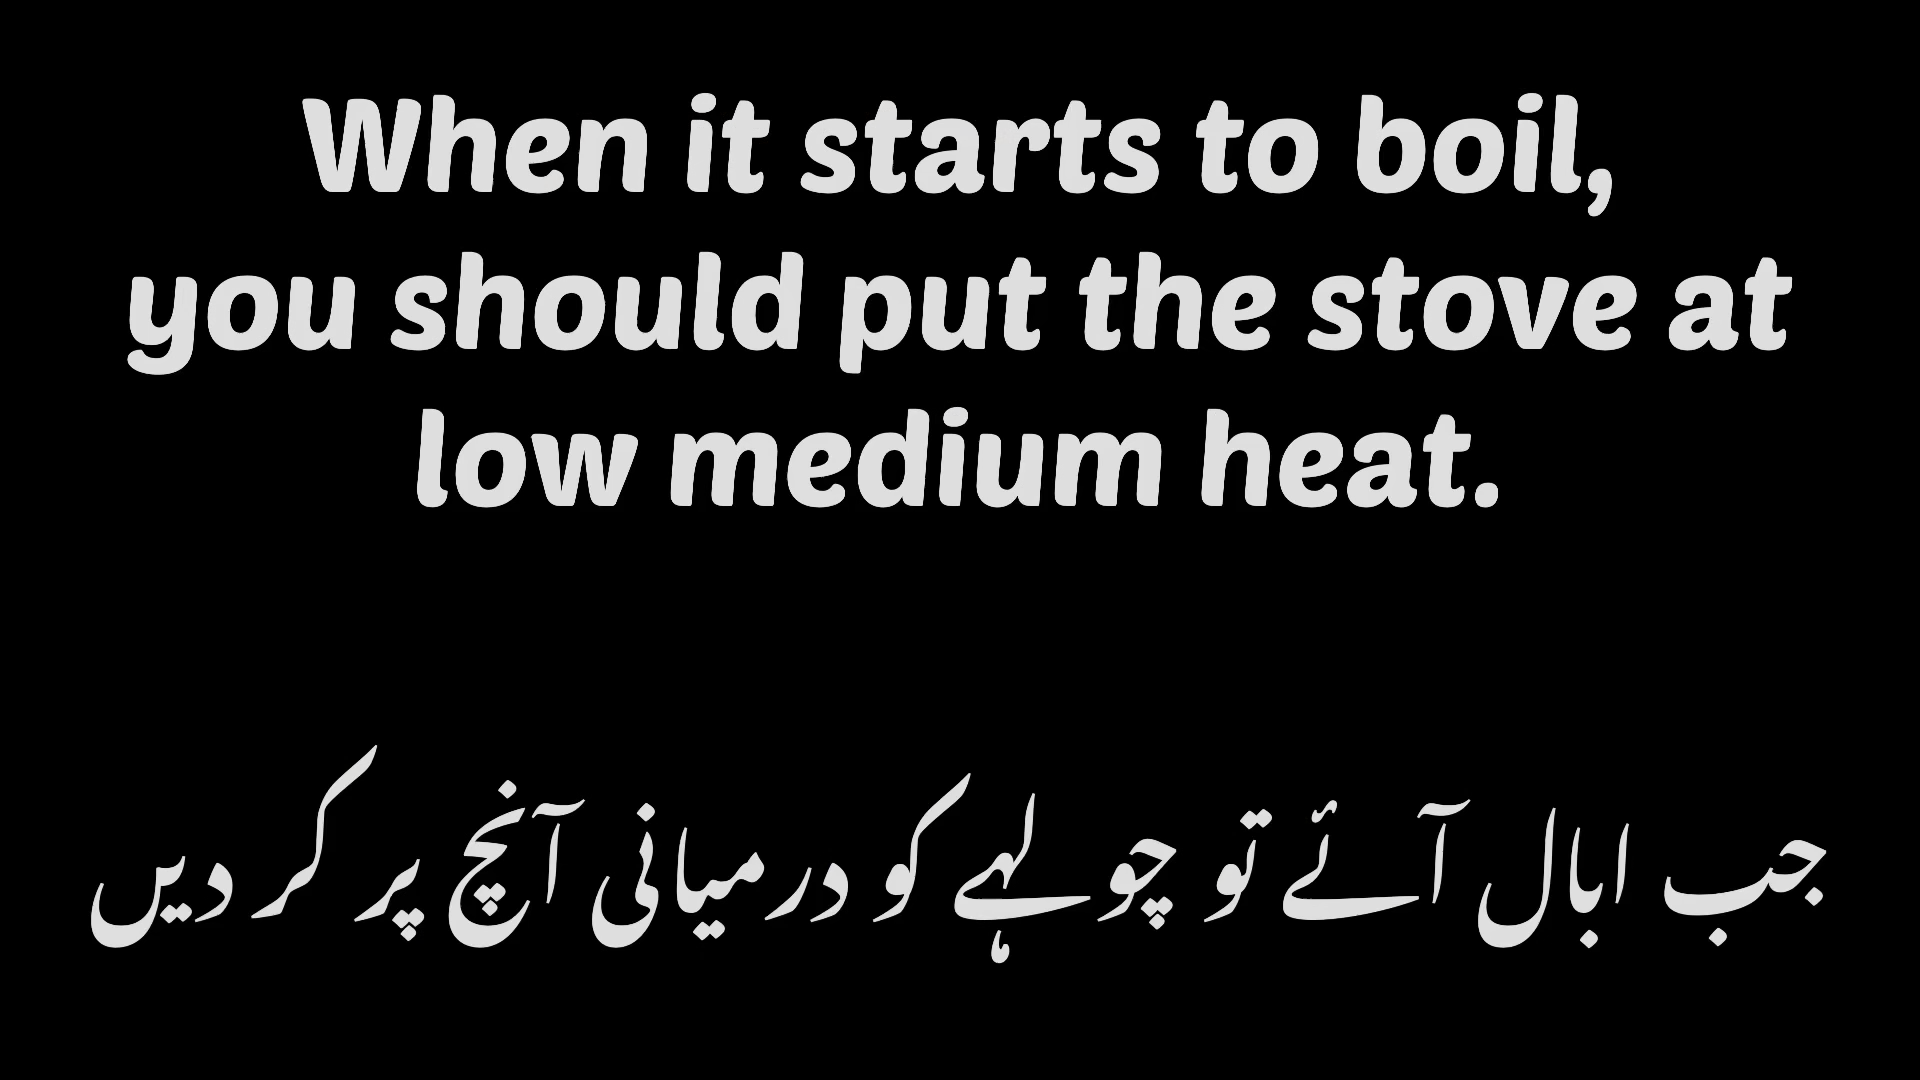 When it starts to boil,
you should put the stove at
low medium heat.
جب ابال آئے تو چولہے کو درمیانی آنچ پر کر دیں